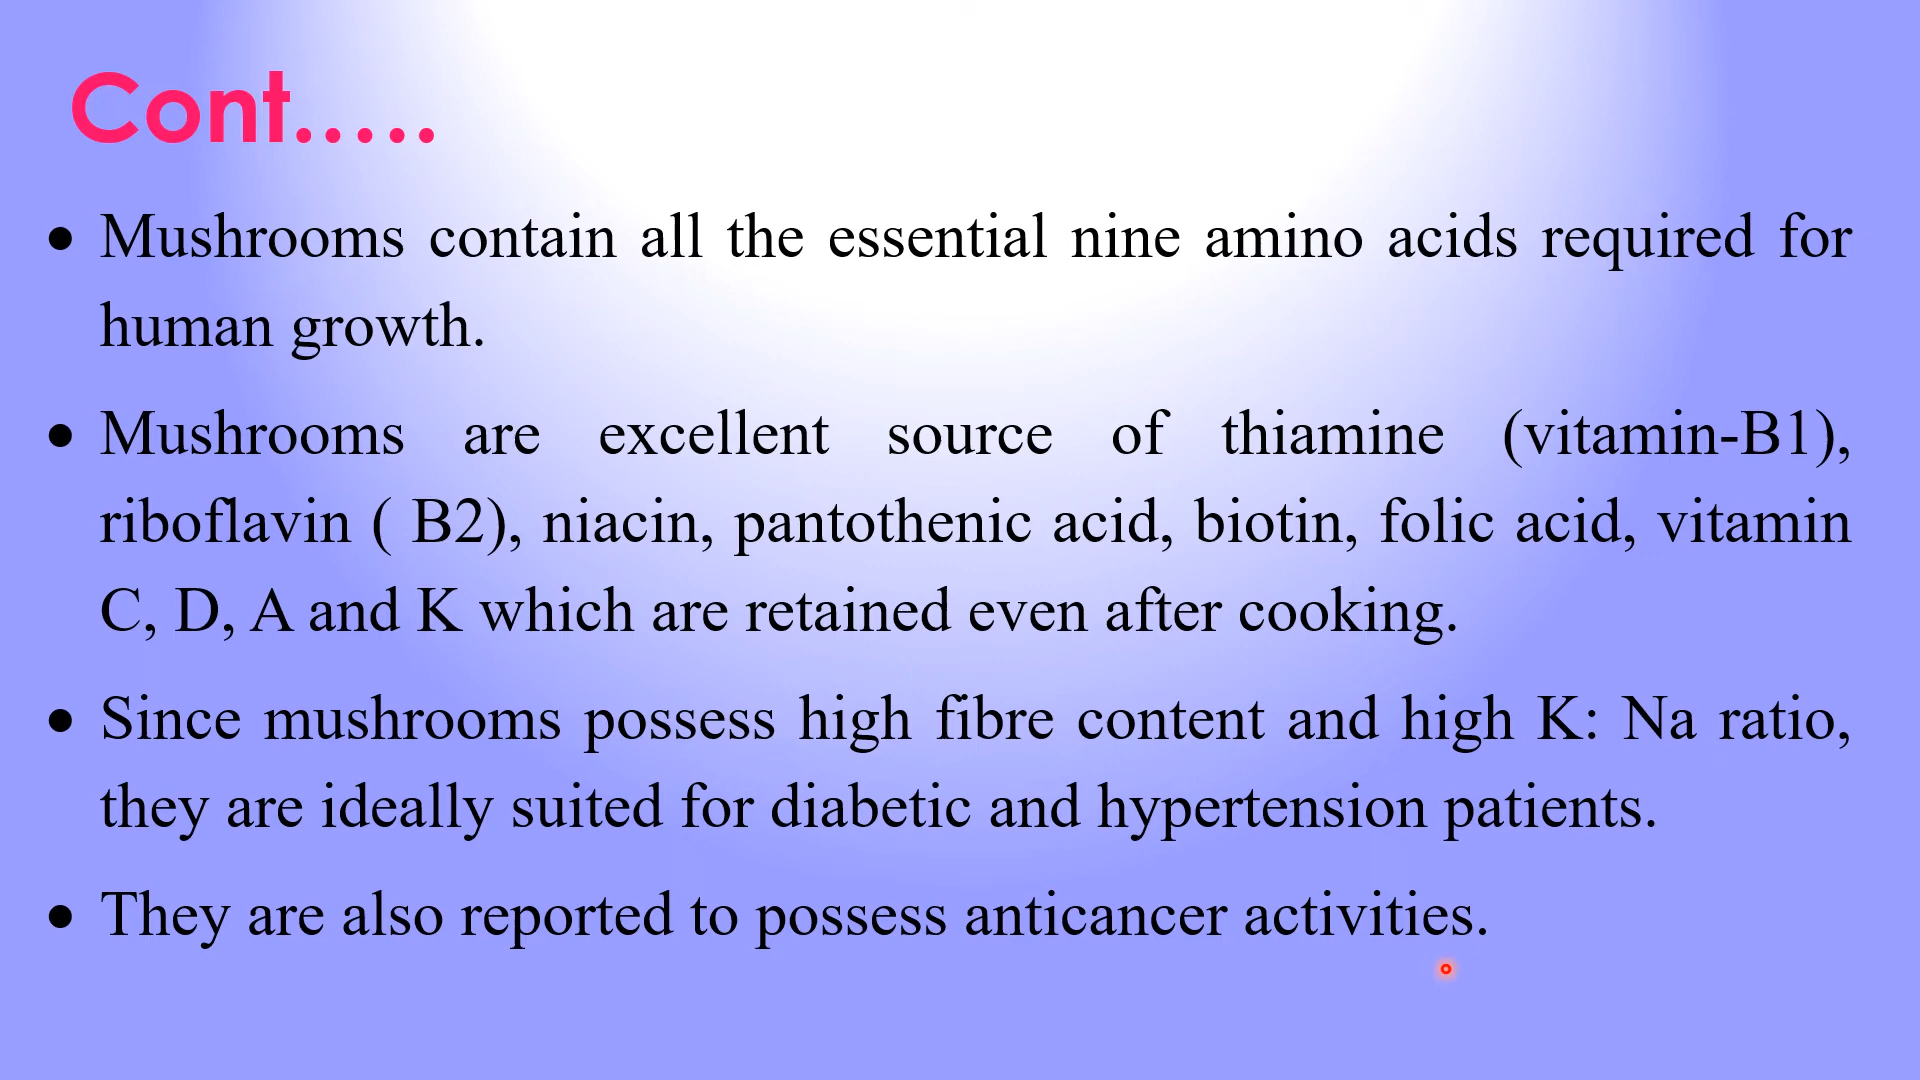 Cont.....
• Mushrooms contain all the essential nine amino acids required for
human growth.
• Mushrooms are excellent source of thiamine (vitamin-B1),
riboflavin ( B2), niacin, pantothenic acid, biotin, folic acid, vitamin
C, D, A and K which are retained even after cooking.
• Since mushrooms possess high fibre content and high K: Na ratio,
they are ideally suited for diabetic and hypertension patients.
• They are also reported to possess anticancer activities.